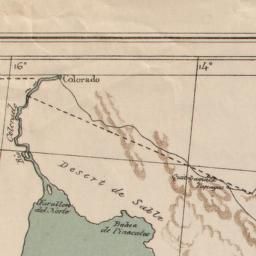 16°
14°
Colorado
Rio
Colorado
Desert de Sable
Farallon
del Norte
Bahia
de Pinacates